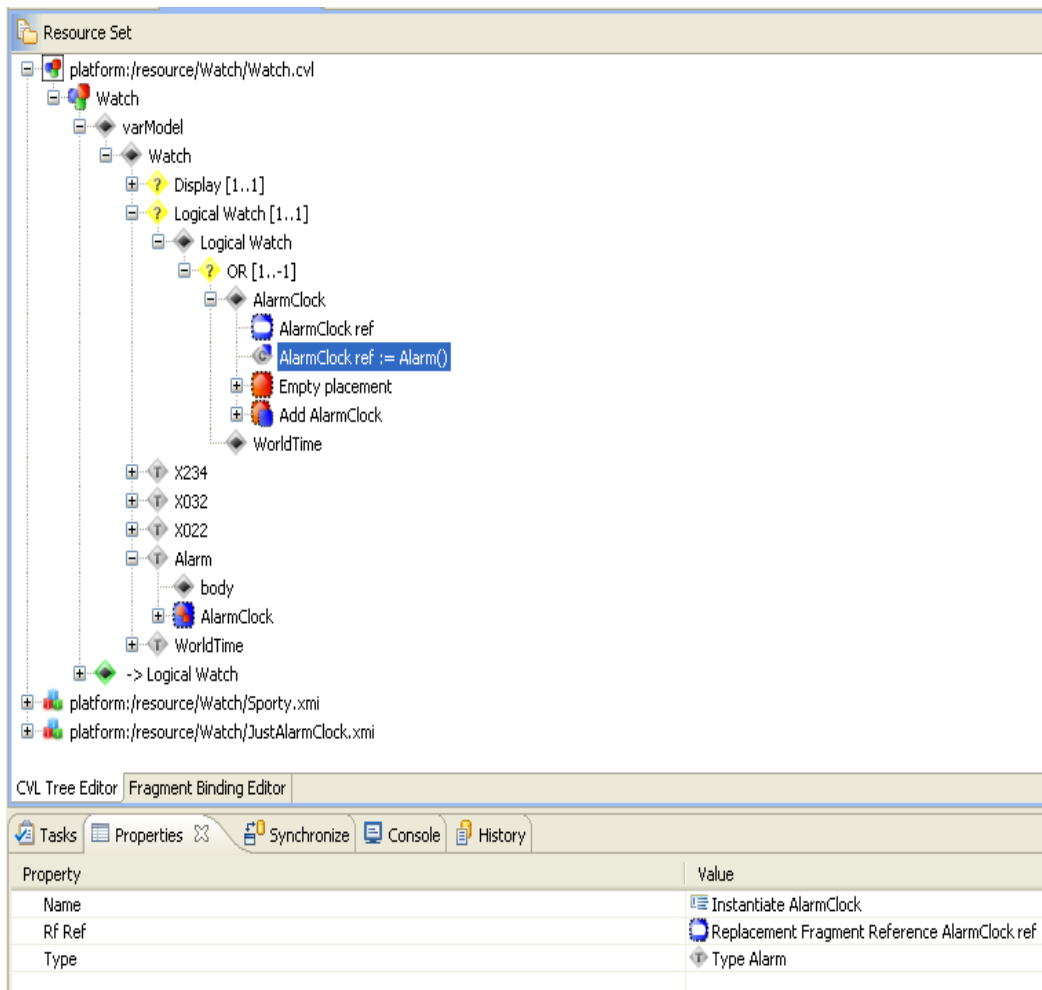 Resource Set
platform:/resource/Watch/Watch.cvl
Watch
varModel
Watch
? Display [1..1]
? Logical Watch [1..1]
Logical Watch
? OR [1..-1]
AlarmClock
AlarmClock ref
C AlarmClock ref := Alarm()
Empty placement
Add AlarmClock
WorldTime
T X234
T X032
T X022
T Alarm
body
AlarmClock
T WorldTime
-> Logical Watch
platform:/resource/Watch/Sporty.xmi
platform:/resource/Watch/JustAlarmClock.xmi
CVL Tree Editor Fragment Binding Editor
Tasks Properties Synchronize Console History
Property Value
Name Instantiate AlarmClock
Rf Ref Replacement Fragment Reference AlarmClock ref
Type T Type Alarm